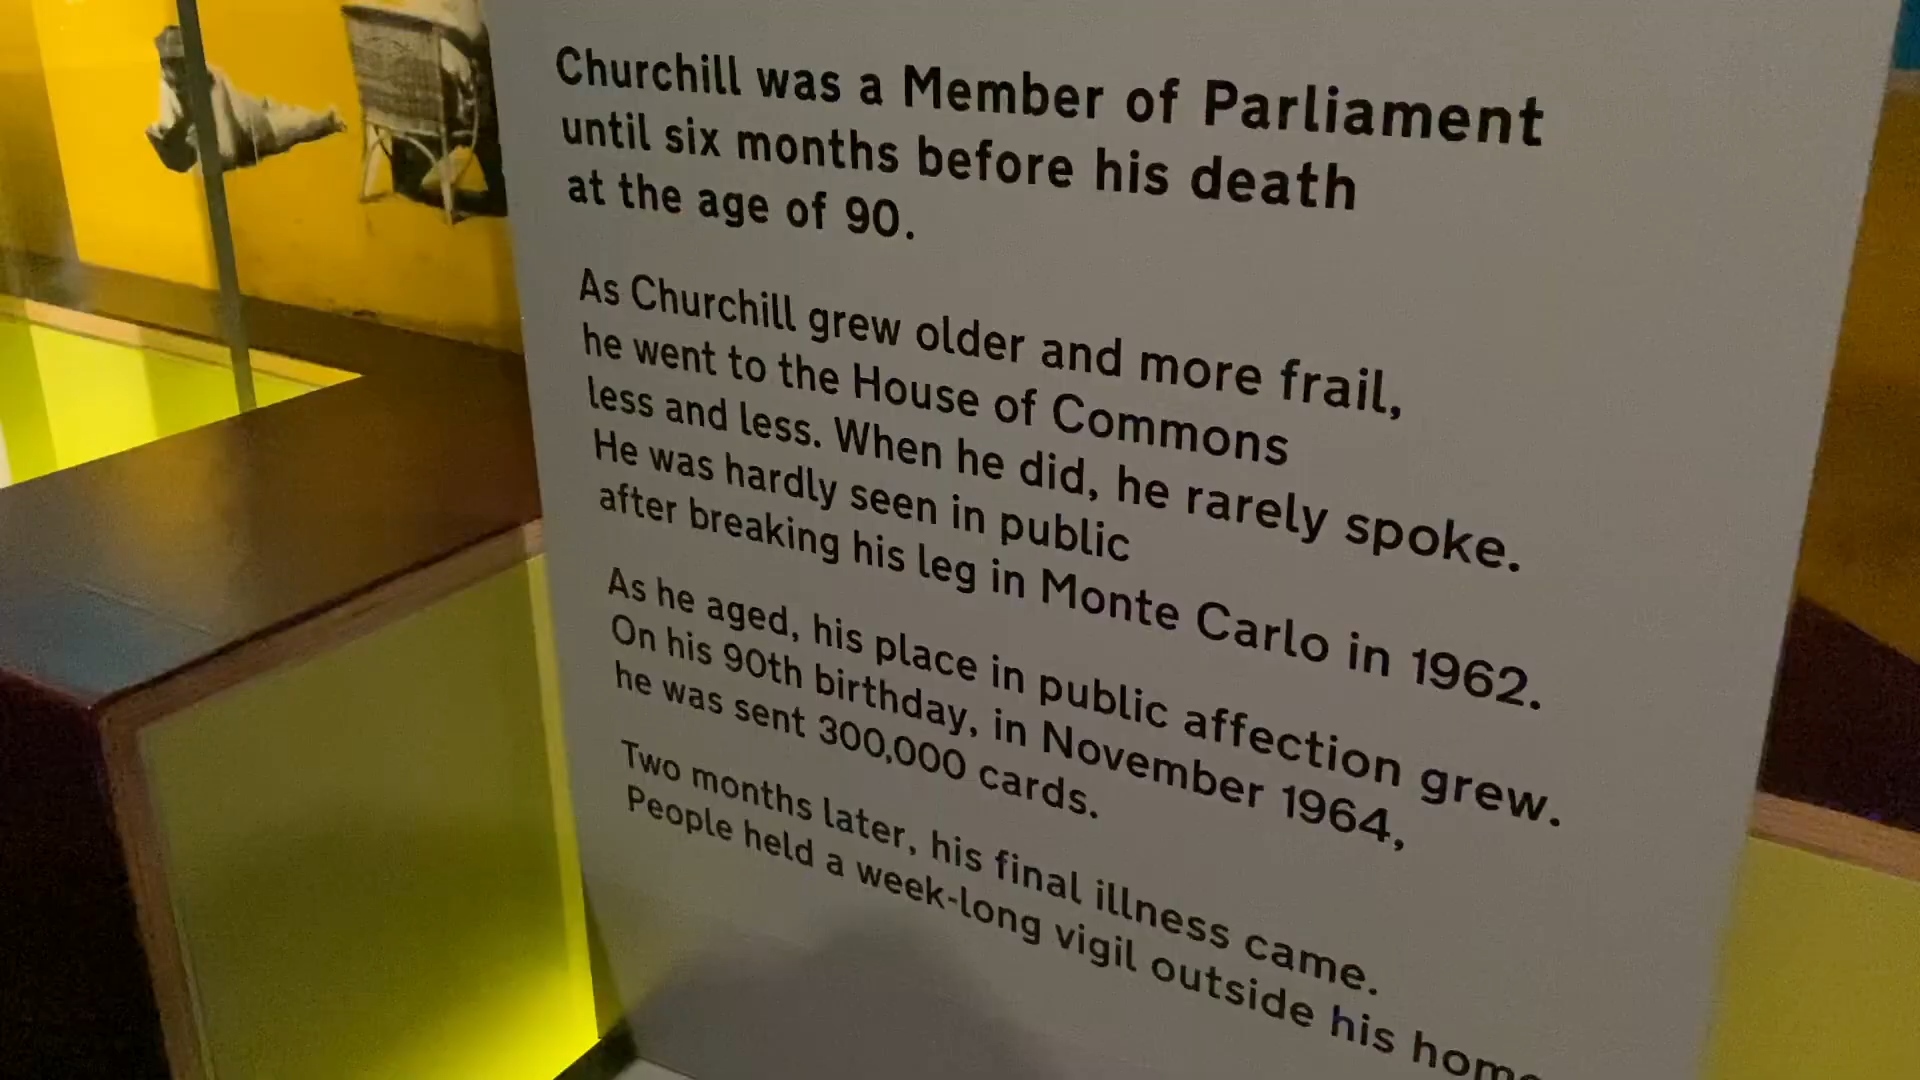 Churchill was a Member of Parliament
until six months before his death
at the age of 90.
As Churchill grew older and more frail,
he went to the House of Commons
less and less. When he did, he rarely spoke.
He was hardly seen in public
after breaking his leg in Monte Carlo in 1962.
As he aged, his place in public affection grew.
On his 90th birthday, in November 1964,
he was sent 300,000 cards.
Two months later, his final illness came.
People held a week-long vigil outside his